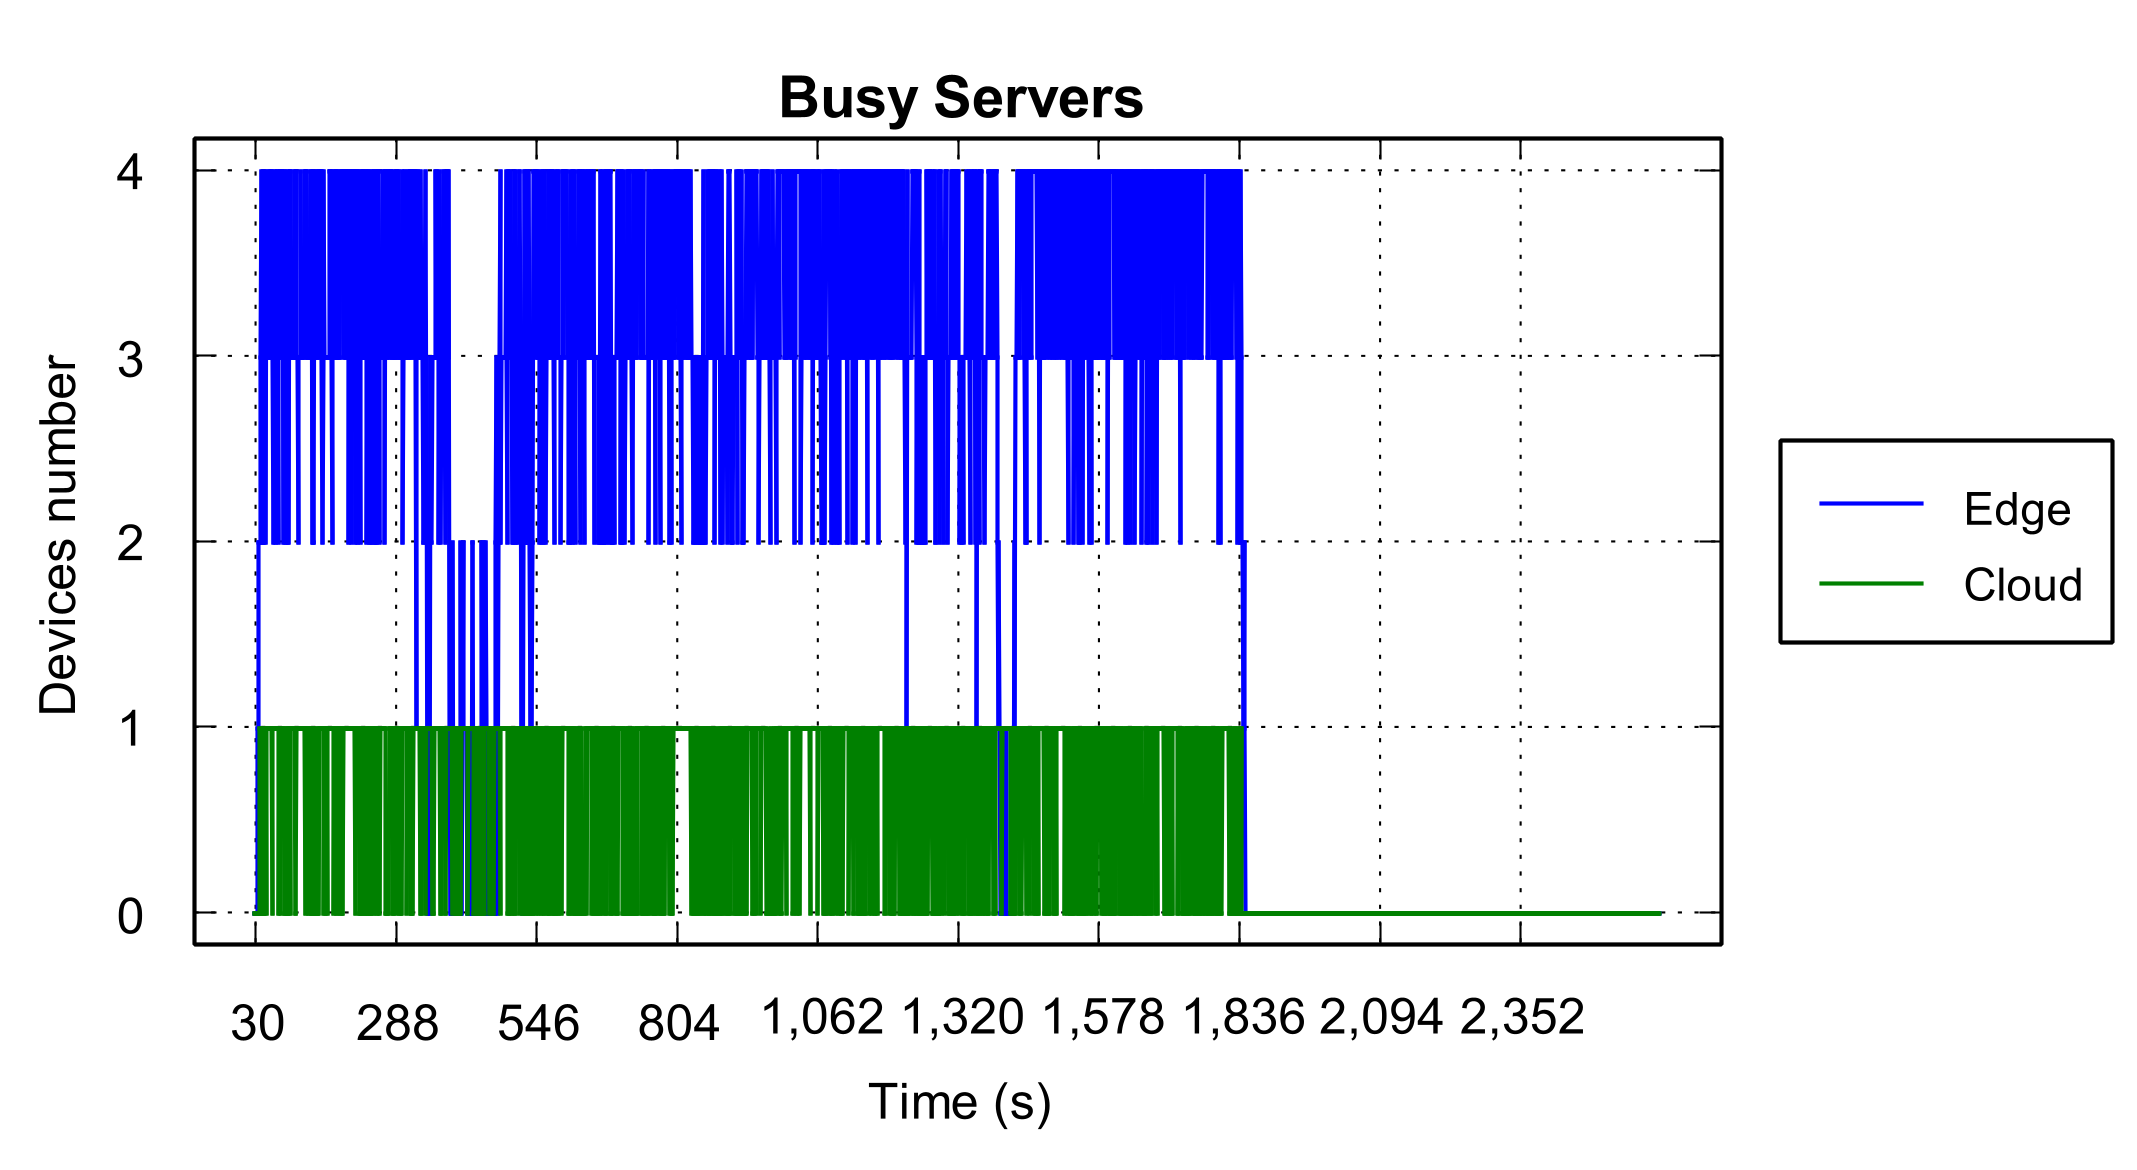 Busy Servers
4
3
2
1
0
Devices number
30 288 546 804 1,062 1,320 1,578 1,836 2,094 2,352
Time (s)
Edge
Cloud